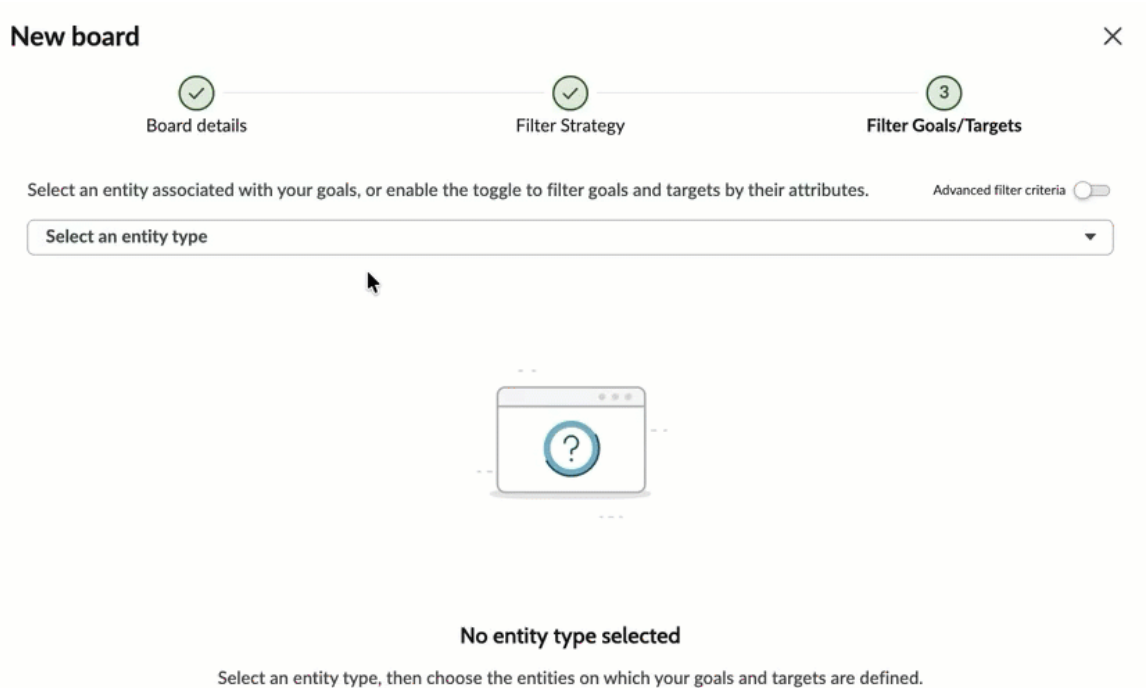 New board
Board details
Filter Strategy
3
Filter Goals/Targets
Select an entity associated with your goals, or enable the toggle to filter goals and targets by their attributes.
Advanced filter criteria
Select an entity type
?
No entity type selected
Select an entity type, then choose the entities on which your goals and targets are defined.